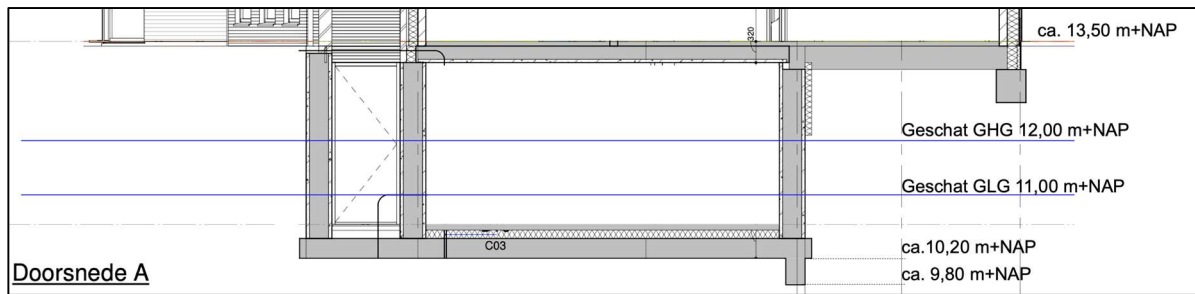 320
ca. 13,50 m+NAP
Geschat GHG 12,00 m+NAP
Geschat GLG 11,00 m+NAP
C03
ca.10,20 m+NAP
ca. 9,80 m+NAP
Doorsnede A